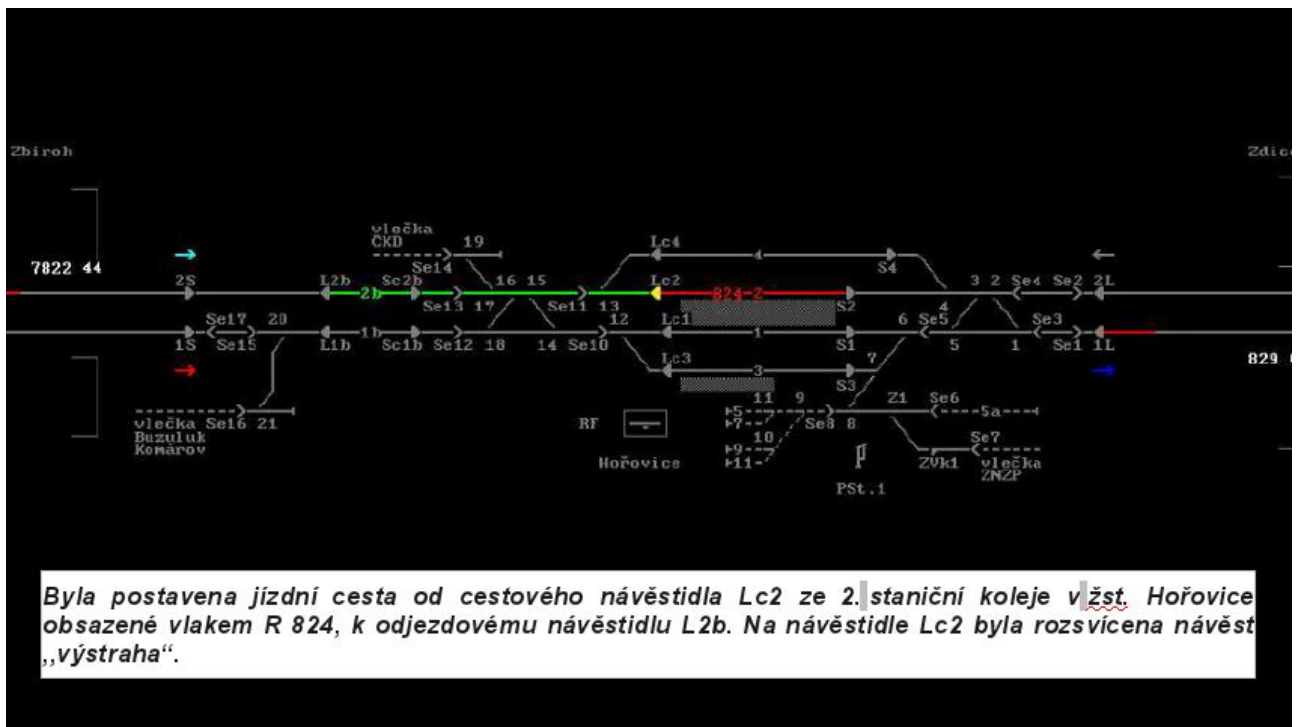 Zbiroh
Zdic
vlečka
ČKD
19
Lc4
4
Se14
S4
7822 44
2S
L2b
Sc2b
16 15
Lc2
3 2 Se4 Se2 2L
2b
824-2
Se13 17
Se11 13
S2
4
Se17
20
12
Lc1
6 Se5
Se3
1b
1
1S
Se15
L1b
Sc1b
Se12 18
14 Se10
S1
5
1
Se1 1L
Lc3
7
829
3
S3
11
9
Z1
Se6
5
5a
vlečka Se16 21
RF
7
Se8 8
Buzuluk
10
Se7
Komárov
9
Hořovice
11
ZVk1
vlečka
ZNZP
PSt.1
Byla postavena jízdní cesta od cestového návěstidla Lc2 ze 2. staniční koleje v žst. Hořovice
obsazené vlakem R 824, k odjezdovému návěstidlu L2b. Na návěstidle Lc2 byla rozsvícena návěst
,,výstraha“.